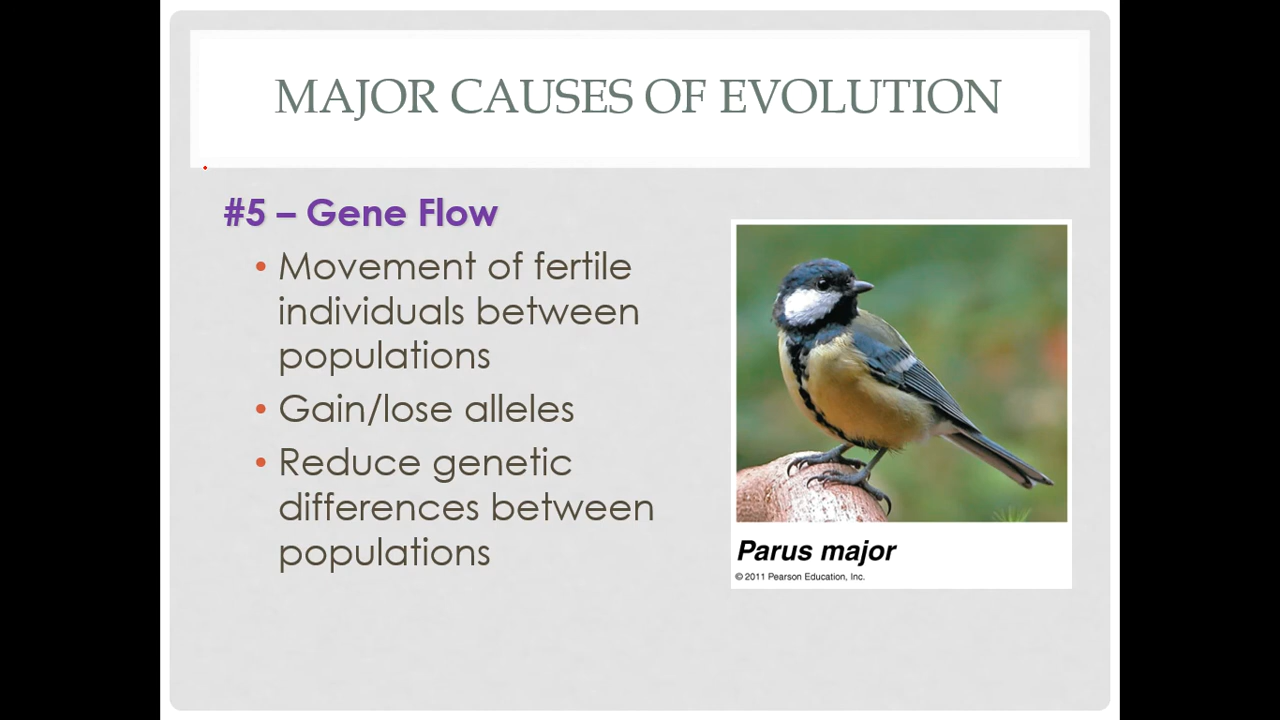 MAJOR CAUSES OF EVOLUTION
#5 – Gene Flow
• Movement of fertile
individuals between
populations
• Gain/lose alleles
• Reduce genetic
differences between
populations
Parus major
© 2011 Pearson Education, Inc.